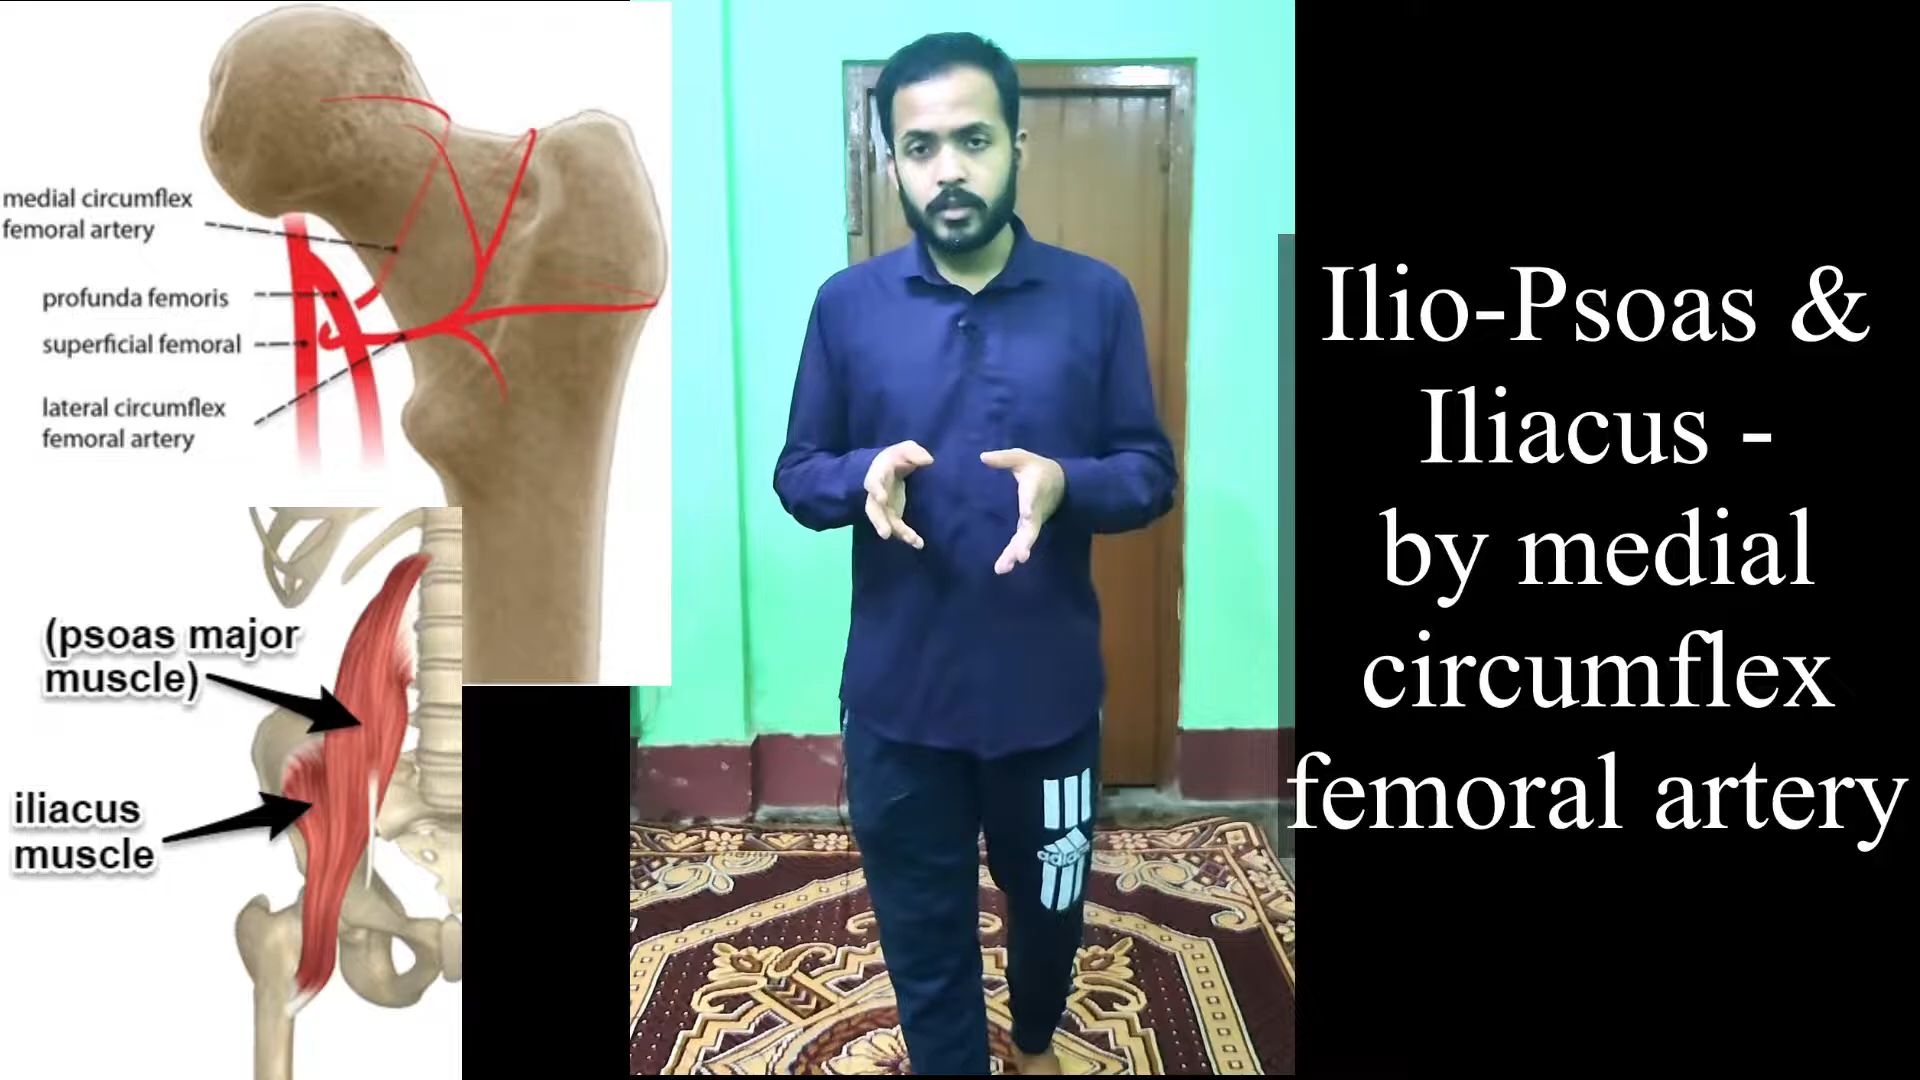 medial circumflex
femoral artery
profunda femoris
superficial femoral
lateral circumflex
femoral artery
(psoas major
muscle)
iliacus
muscle
adidas
Ilio-Psoas &
Iliacus -
by medial
circumflex
femoral artery